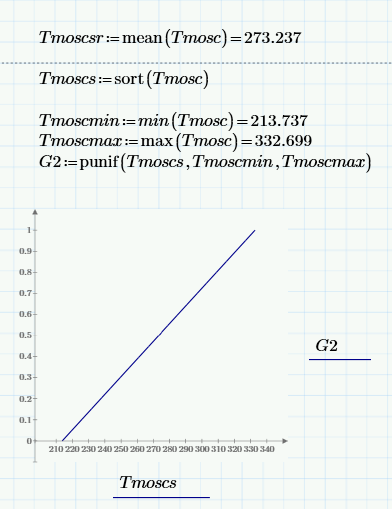 Tmoscsr:=mean(Tmosc)=273.237
Tmoscs:=sort(Tmosc)
Tmoscmin:=min(Tmosc)=213.737
Tmoscmax:=max(Tmosc)=332.699
G2:=punif(Tmoscs,Tmoscmin,Tmoscmax)
1
0.9
0.8
0.7
0.6
0.5
0.4
0.3
0.2
0.1
0
210 220 230 240 250 260 270 280 290 300 310 320 330 340
G2
Tmoscs